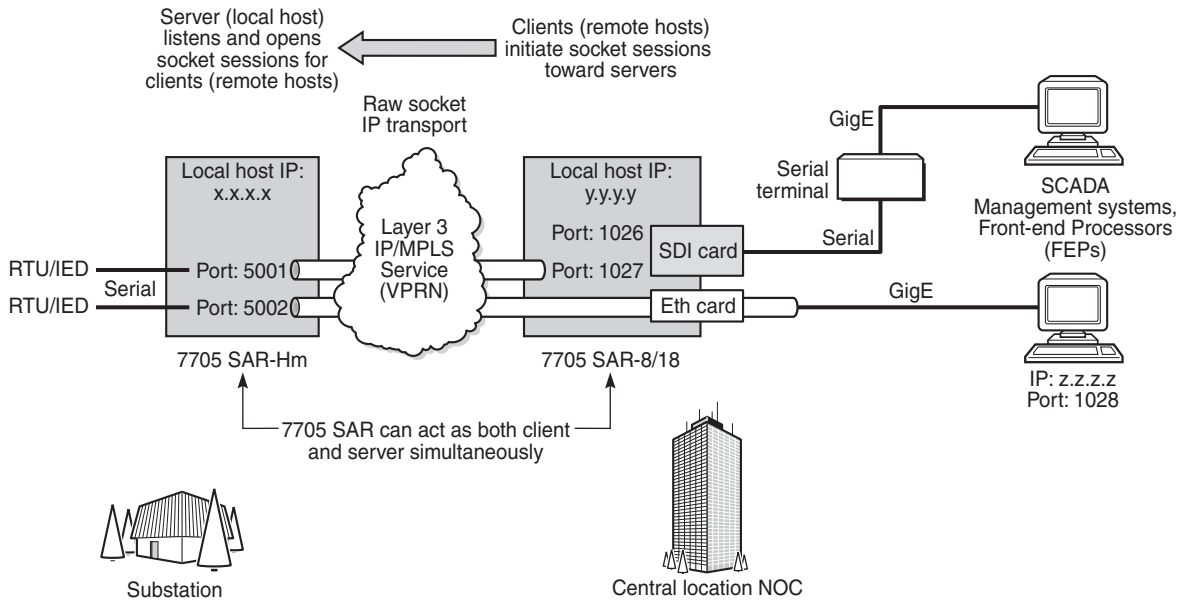 Server (local host)
listens and opens
socket sessions for
clients (remote hosts)
Clients (remote hosts)
initiate socket sessions
toward servers
Raw socket
IP transport
GigE
Local host IP:
x.x.x.x
Layer 3
IP/MPLS
Service
(VPRN)
Local host IP:
y.y.y.y
Port: 1026
Port: 1027
SDI card
Eth card
Serial
terminal
Serial
SCADA
Management systems,
Front-end Processors
(FEPs)
RTU/IED
Serial
RTU/IED
Port: 5001
Port: 5002
GigE
7705 SAR-Hm
7705 SAR-8/18
IP: z.z.z.z
Port: 1028
7705 SAR can act as both client
and server simultaneously
Substation
Central location NOC